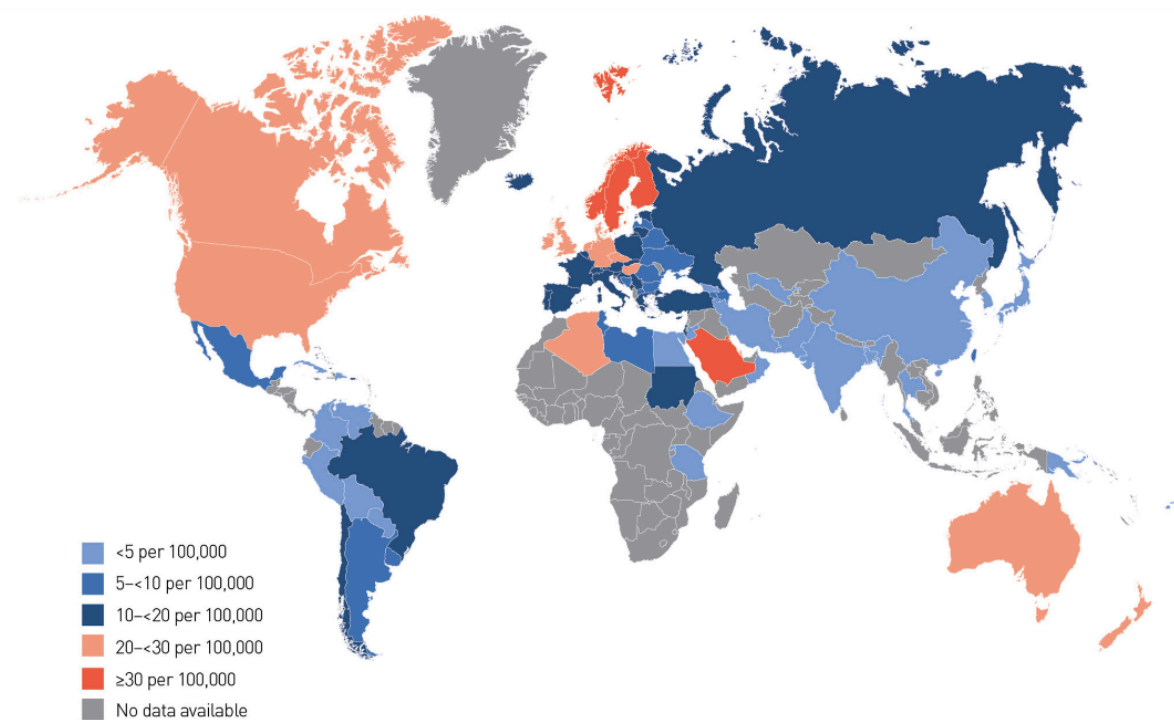 <5 per 100,000
5–<10 per 100,000
10–<20 per 100,000
20–<30 per 100,000
≥30 per 100,000
No data available